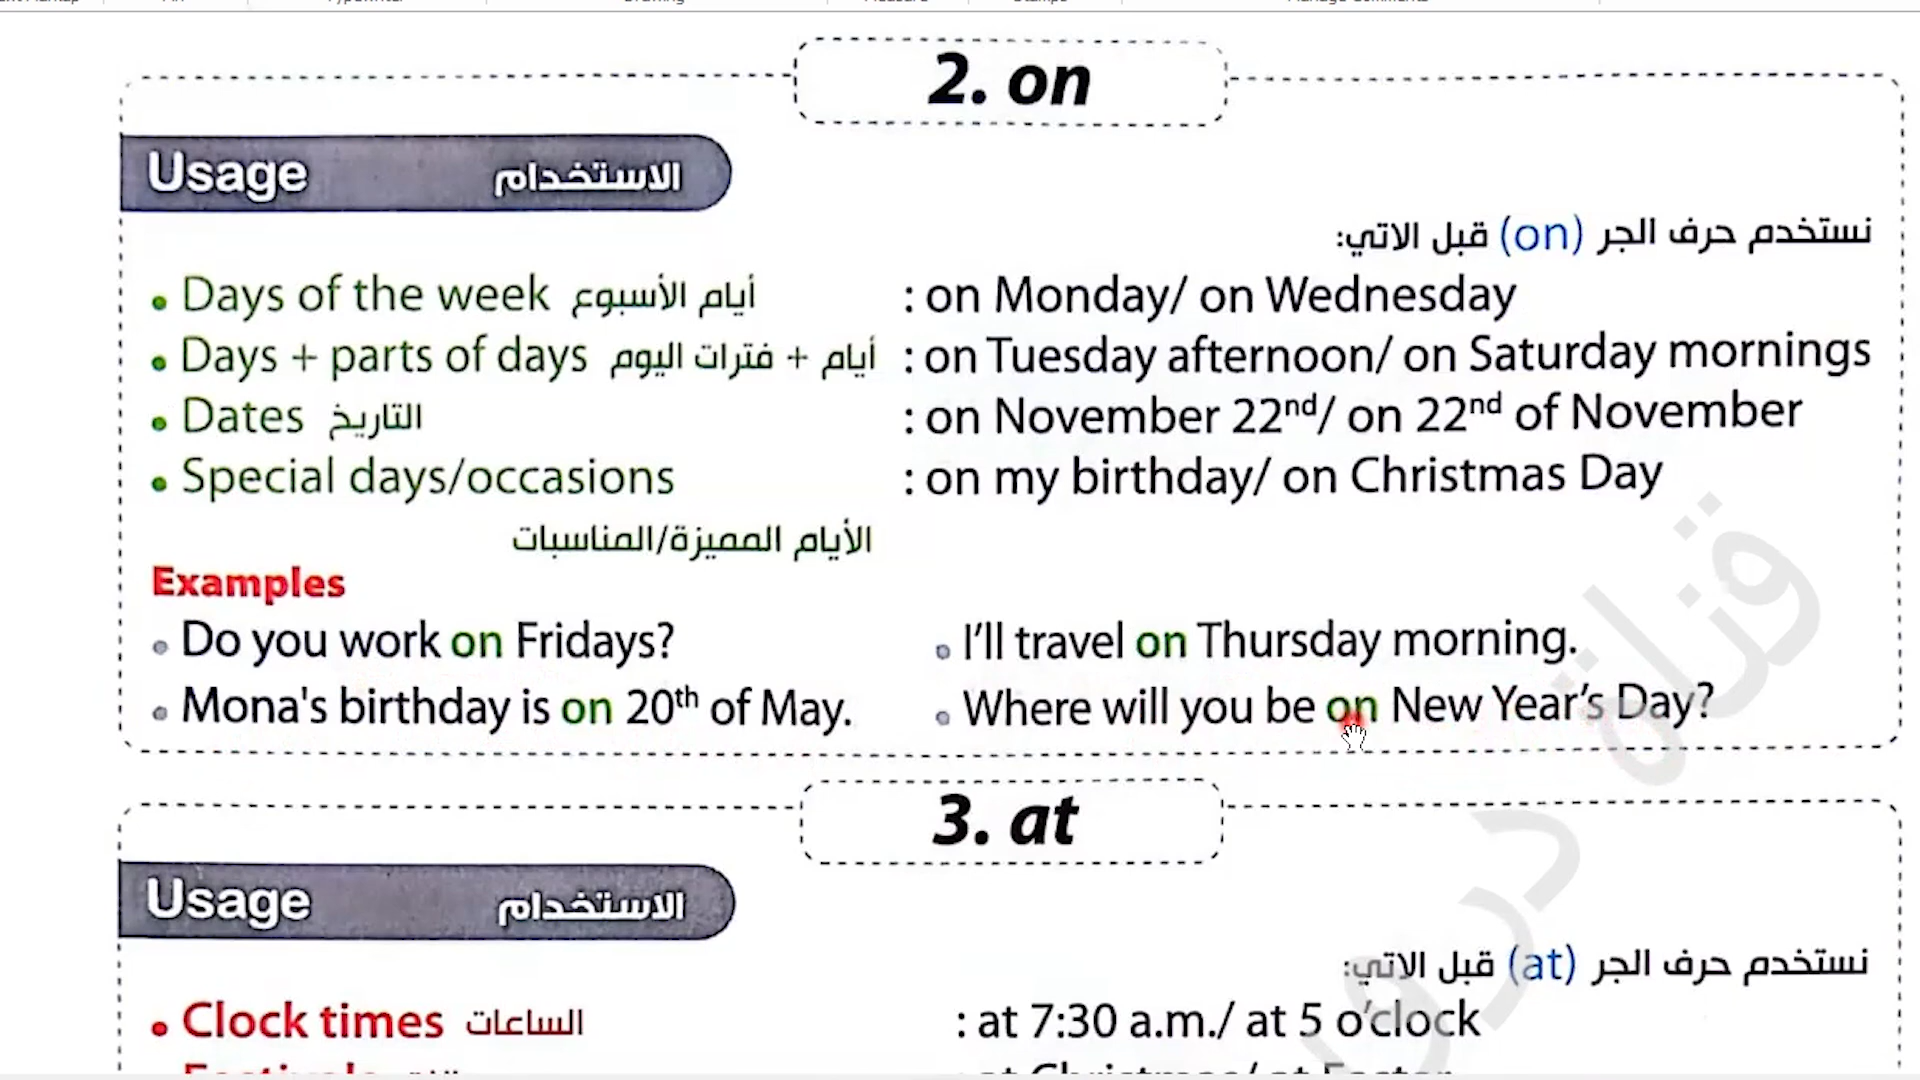 2. on
Usage الاستخدام
نستخدم حرف الجر (on) قبل الاتي:
• Days of the week أيام الأسبوع : on Monday/ on Wednesday
• Days + parts of days أيام + فترات اليوم : on Tuesday afternoon/ on Saturday mornings
• Dates التاريخ : on November 22nd/ on 22nd of November
• Special days/occasions : on my birthday/ on Christmas Day
الأيام المميزة/المناسبات
Examples
• Do you work on Fridays? • I'll travel on Thursday morning.
• Mona's birthday is on 20th of May. • Where will you be on New Year's Day?
3. at
Usage الاستخدام
نستخدم حرف الجر (at) قبل الاتي:
• Clock times الساعات : at 7:30 a.m./ at 5 o'clock
قناة